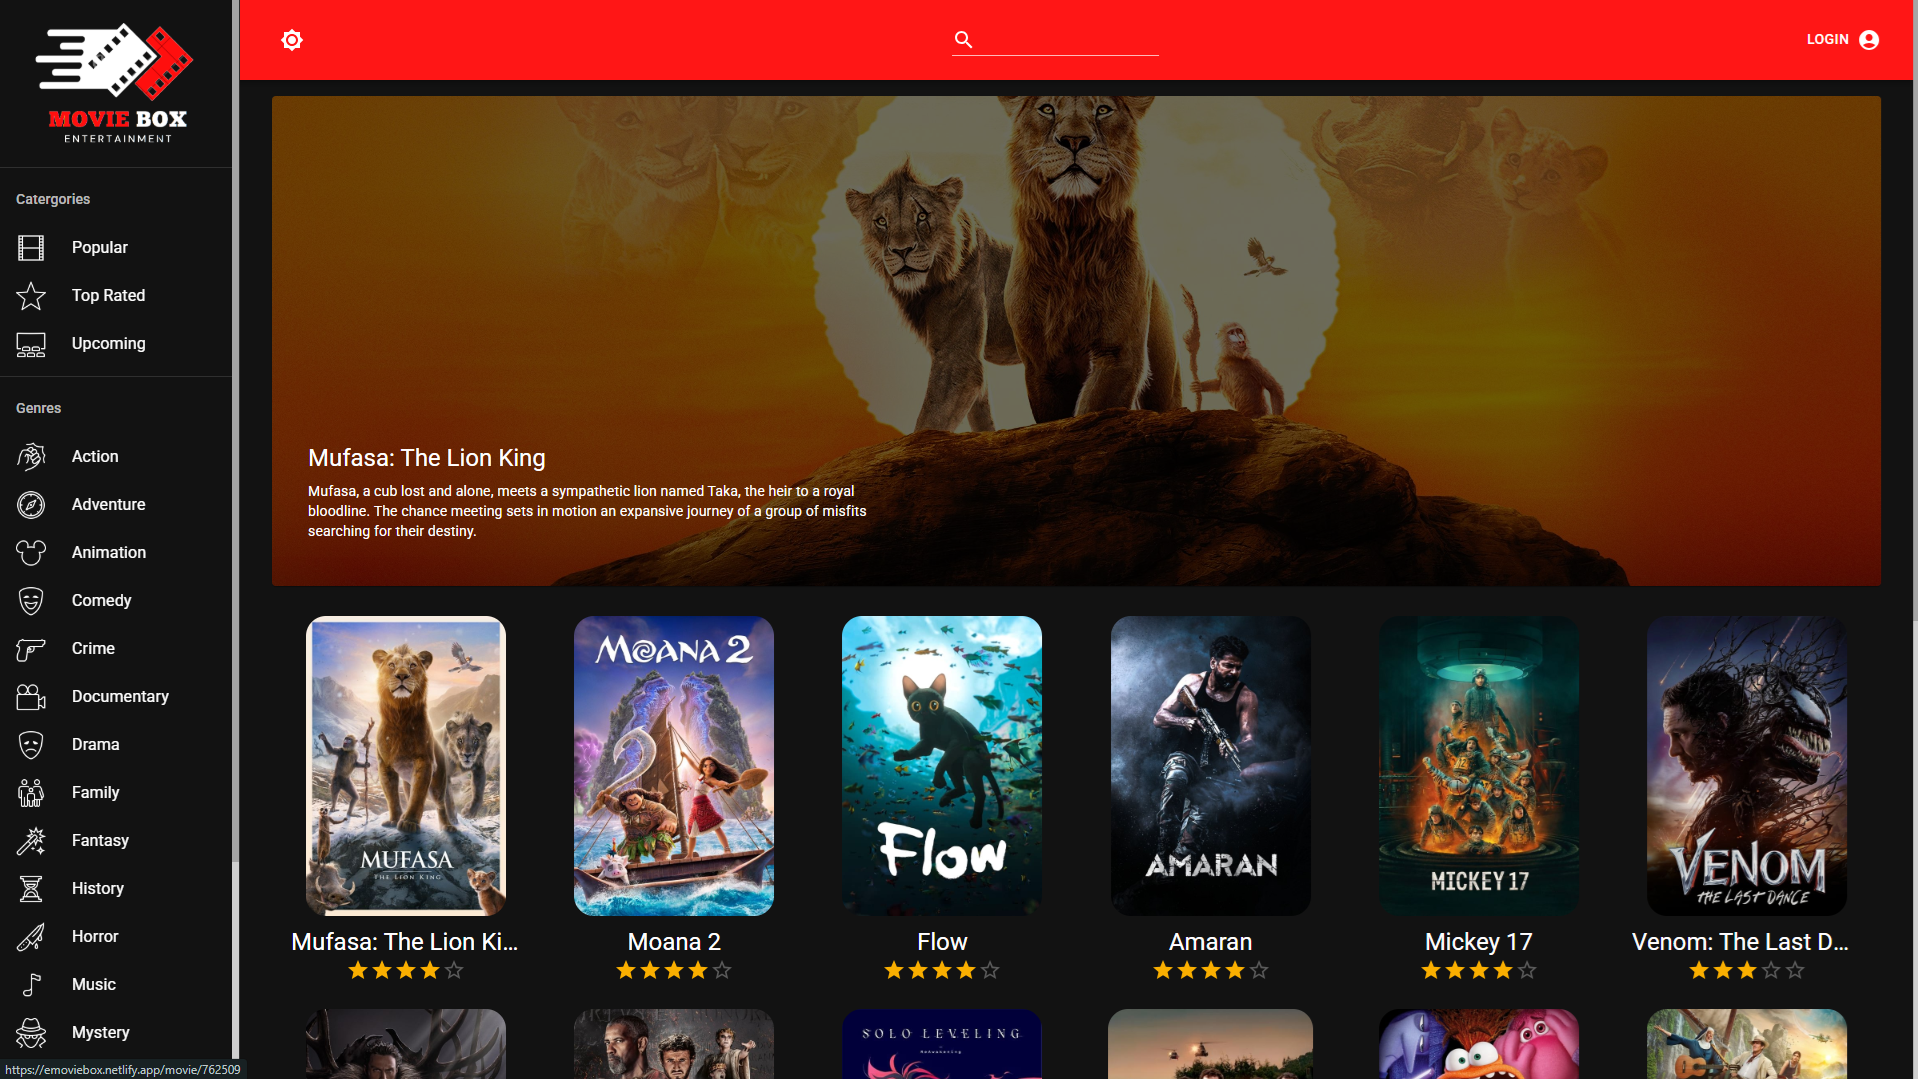 MOVIE BOX
ENTERTAINMENT
LOGIN
Catergories
Popular
Top Rated
Upcoming
Genres
Action
Adventure
Animation
Comedy
Crime
Documentary
Drama
Family
Fantasy
History
Horror
Music
Mystery
Mufasa: The Lion King
Mufasa, a cub lost and alone, meets a sympathetic lion named Taka, the heir to a royal
bloodline. The chance meeting sets in motion an expansive journey of a group of misfits
searching for their destiny.
MUFASA
THE LION KING
MOANA 2
Flow
AMARAN
MICKEY 17
VENOM
THE LAST DANCE
Mufasa: The Lion Ki...
Moana 2
Flow
Amaran
Mickey 17
Venom: The Last D...
SOLO LEVELING
ReAwakening
https://emoviebox.netlify.app/movie/762509